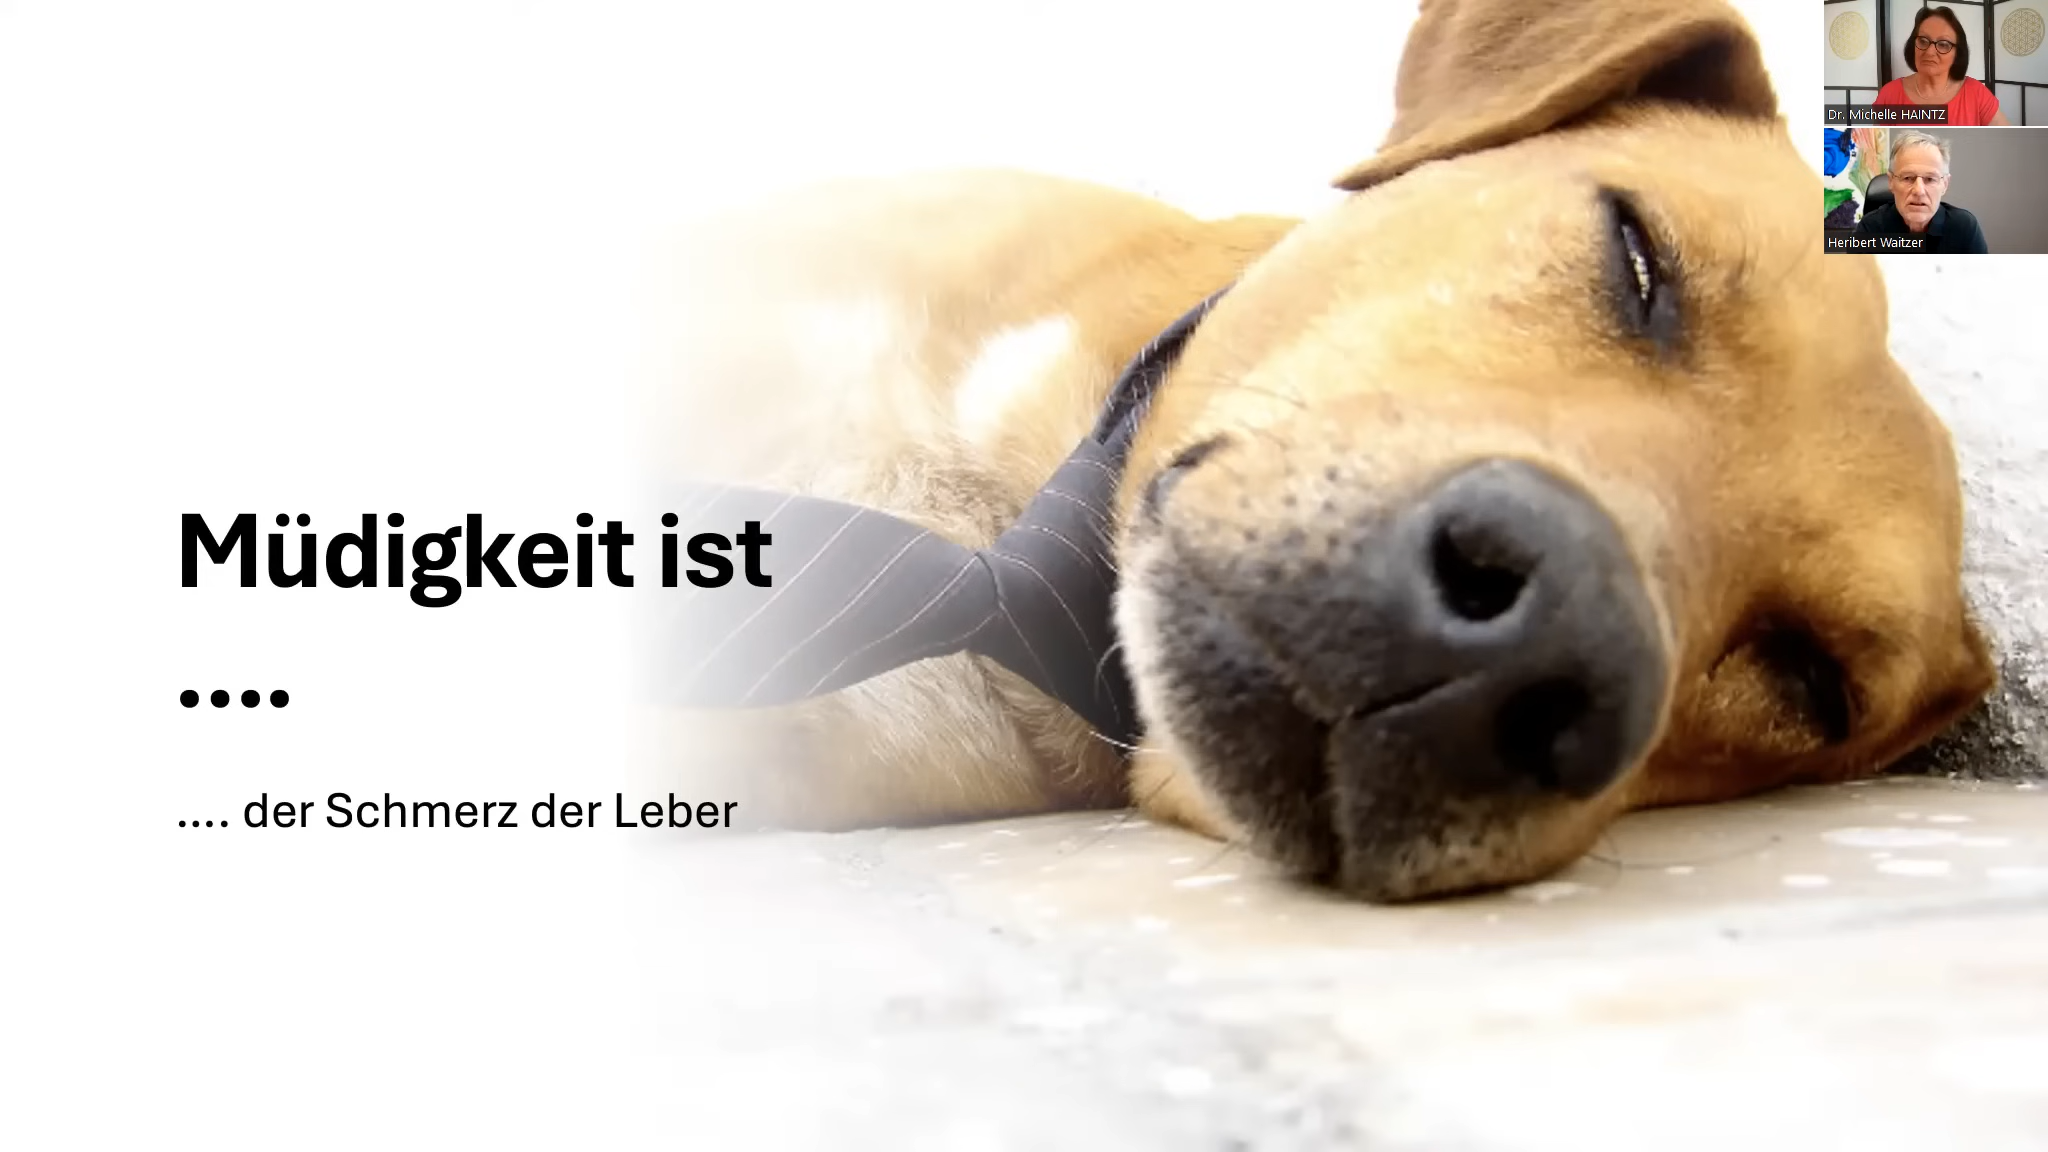 Müdigkeit ist
....
.... der Schmerz der Leber
Dr. Michelle HAINTZ
Heribert Waitzer